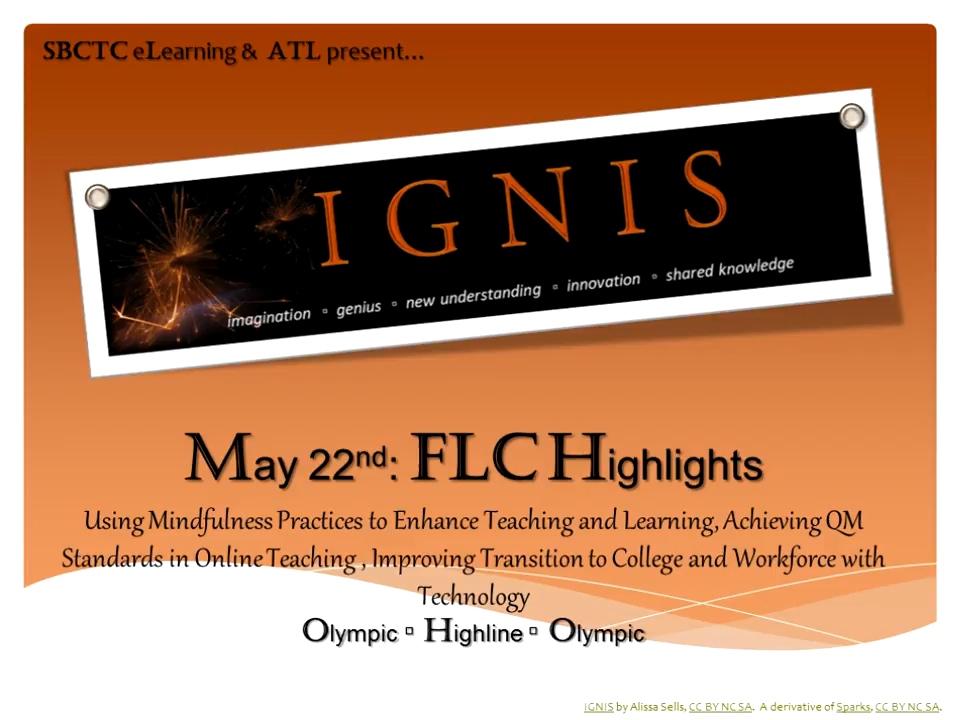 SBCTC eLearning & ATL present...
IGNIS
imagination ▫ genius ▫ new understanding ▫ innovation ▫ shared knowledge
May 22nd: FLC Highlights
Using Mindfulness Practices to Enhance Teaching and Learning, Achieving QM
Standards in Online Teaching , Improving Transition to College and Workforce with
Technology
Olympic ▫ Highline ▫ Olympic
IGNIS by Alissa Sells, CC BY NC SA. A derivative of Sparks, CC BY NC SA.